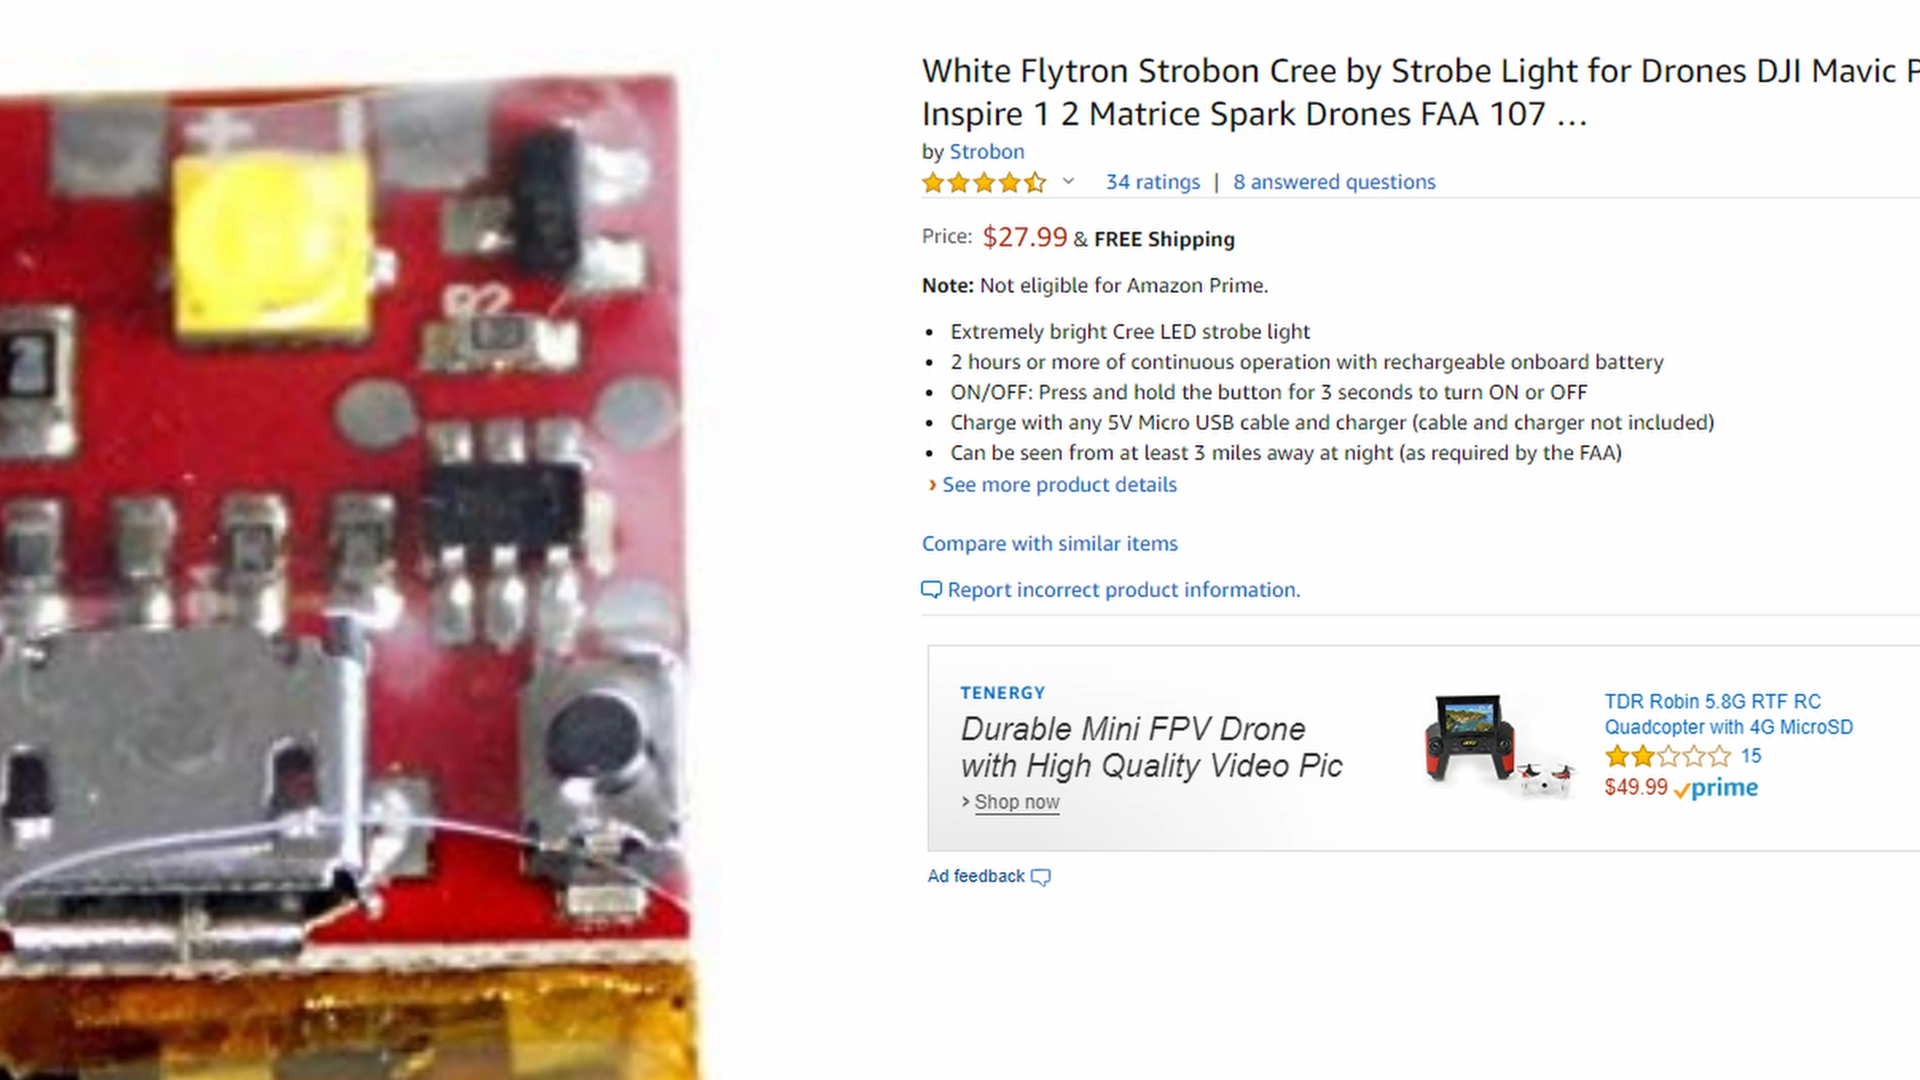 White Flytron Strobon Cree by Strobe Light for Drones DJI Mavic P
Inspire 1 2 Matrice Spark Drones FAA 107 …
by Strobon
34 ratings | 8 answered questions
Price: $27.99 & FREE Shipping
Note: Not eligible for Amazon Prime.
• Extremely bright Cree LED strobe light
• 2 hours or more of continuous operation with rechargeable onboard battery
• ON/OFF: Press and hold the button for 3 seconds to turn ON or OFF
• Charge with any 5V Micro USB cable and charger (cable and charger not included)
• Can be seen from at least 3 miles away at night (as required by the FAA)
› See more product details
Compare with similar items
Report incorrect product information.
TENERGY
Durable Mini FPV Drone
with High Quality Video Pic
› Shop now
TDR Robin 5.8G RTF RC
Quadcopter with 4G MicroSD
15
$49.99 prime
Ad feedback